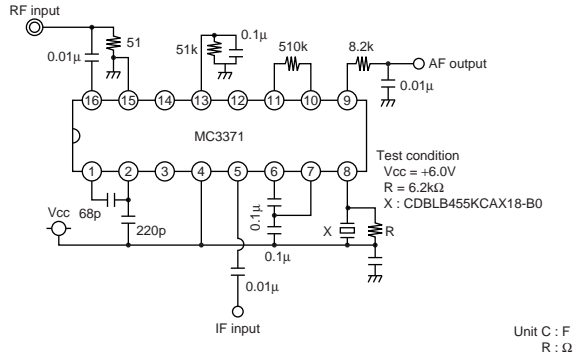 RF input
0.01μ
51
51k
0.1μ
510k
8.2k
AF output
0.01μ
16 15 14 13 12 11 10 9
MC3371
1 2 3 4 5 6 7 8
Test condition
Vcc = +6.0V
R = 6.2kΩ
X : CDBLB455KCAX18-B0
Vcc
68p
220p
0.1μ
0.1μ
X
R
0.01μ
IF input
Unit C : F
R : Ω